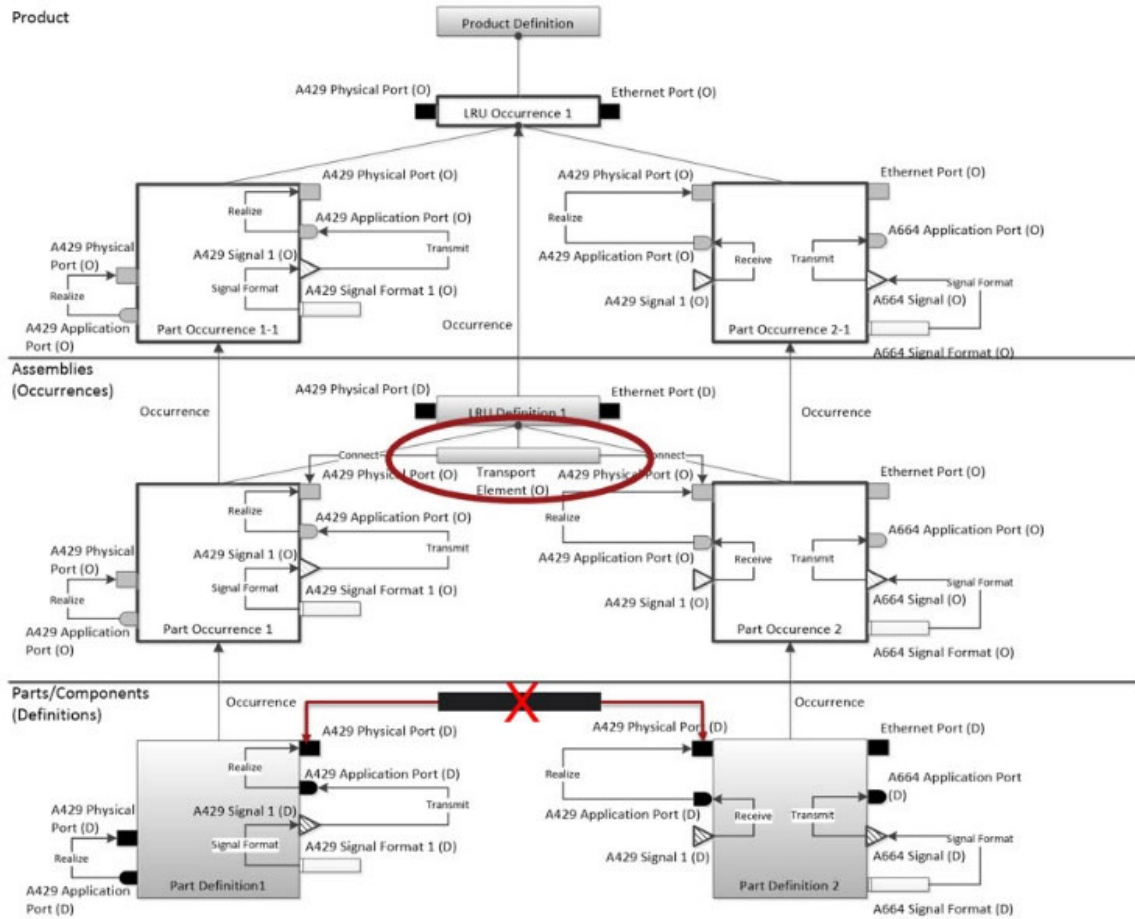 Product
Product Definition
A429 Physical Port (O)
Ethernet Port (O)
LRU Occurrence 1
A429 Physical Port (O)
Realize
A429 Application Port (O)
A429 Physical
Port (O)
A429 Signal 1 (O)
Transmit
Signal Format
A429 Signal Format 1 (O)
Realize
A429 Application
Port (O)
Part Occurrence 1-1
Occurrence
A429 Physical Port (O)
Ethernet Port (O)
Realize
A664 Application Port (O)
A429 Application Port (O)
Receive
Transmit
Signal Format
A429 Signal 1 (O)
A664 Signal (O)
Part Occurrence 2-1
A664 Signal Format (O)
Assemblies
(Occurrences)
A429 Physical Port (D)
Ethernet Port (D)
LRU Definition 1
Occurrence
Occurrence
Connect
Connect
Transport
Element (O)
A429 Physical Port (O)
Realize
A429 Application Port (O)
A429 Physical
Port (O)
A429 Signal 1 (O)
Transmit
Signal Format
A429 Signal Format 1 (O)
Realize
A429 Application
Port (O)
Part Occurrence 1
A429 Physical Port (O)
Ethernet Port (O)
Realize
A664 Application Port (O)
A429 Application Port (O)
Receive
Transmit
Signal Format
A429 Signal 1 (O)
A664 Signal (O)
Part Occurence 2
A664 Signal Format (O)
Parts/Components
(Definitions)
Occurrence
Occurrence
A429 Physical Port (D)
Realize
A429 Application Port (D)
A429 Physical
Port (D)
A429 Signal 1 (D)
Transmit
Signal Format
A429 Signal Format 1 (D)
Realize
A429 Application
Port (D)
Part Definition1
A429 Physical Port (D)
Ethernet Port (D)
Realize
A664 Application Port
(D)
A429 Application Port (D)
Receive
Transmit
Signal Format
A429 Signal 1 (D)
A664 Signal (D)
Part Definition 2
A664 Signal Format (D)